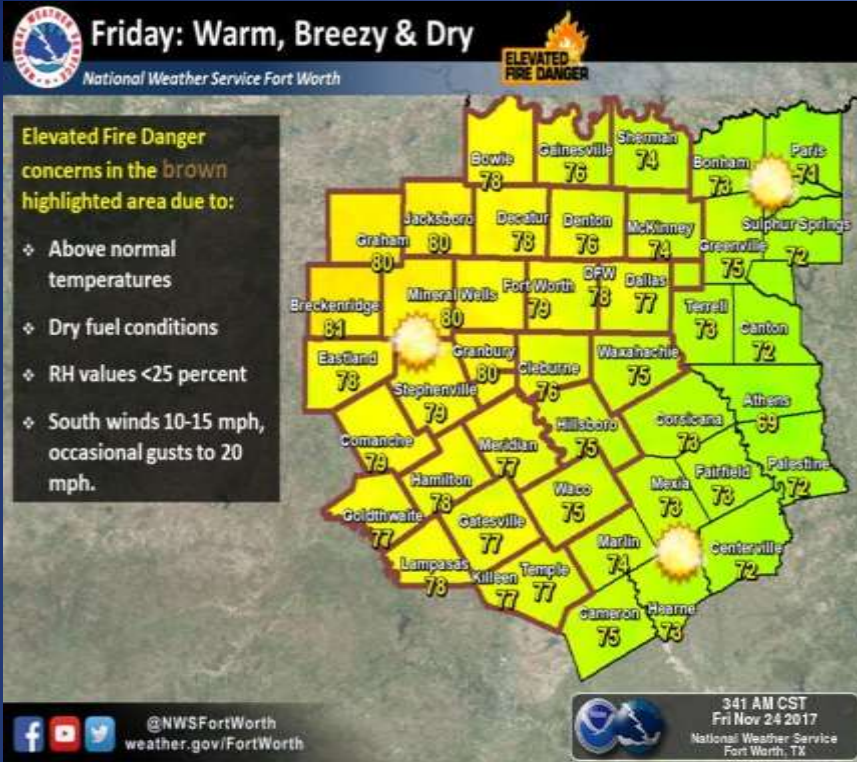 Friday: Warm, Breezy & Dry
ELEVATED
FIRE DANGER
NATIONAL WEATHER SERVICE
National Weather Service Fort Worth
Elevated Fire Danger
concerns in the brown
highlighted area due to:
❖ Above normal
temperatures
❖ Dry fuel conditions
❖ RH values <25 percent
❖ South winds 10-15 mph,
occasional gusts to 20
mph.
Bowie
78
Gainesville
76
Sherman
74
Bonham
73
Paris
71
Graham
80
Jacksboro
80
Decatur
78
Denton
76
McKinney
74
Greenville
75
Sulphur Springs
72
Breckenridge
81
Mineral Wells
80
Fort Worth
79
DFW
78
Dallas
77
Terrell
73
Canton
72
Eastland
78
Stephenville
79
Granbury
80
Cleburne
76
Waxahachie
75
Athens
69
Comanche
79
Hamilton
78
Meridian
77
Hillsboro
75
Corsicana
73
Goldthwaite
77
Gatesville
77
Waco
75
Mexia
73
Fairfield
73
Palestine
72
Lampasas
78
Killeen
77
Temple
77
Marlin
74
Centerville
72
Cameron
75
Hearne
73
@NWSFortWorth
weather.gov/FortWorth
341 AM CST
Fri Nov 24 2017
National Weather Service
Fort Worth, TX